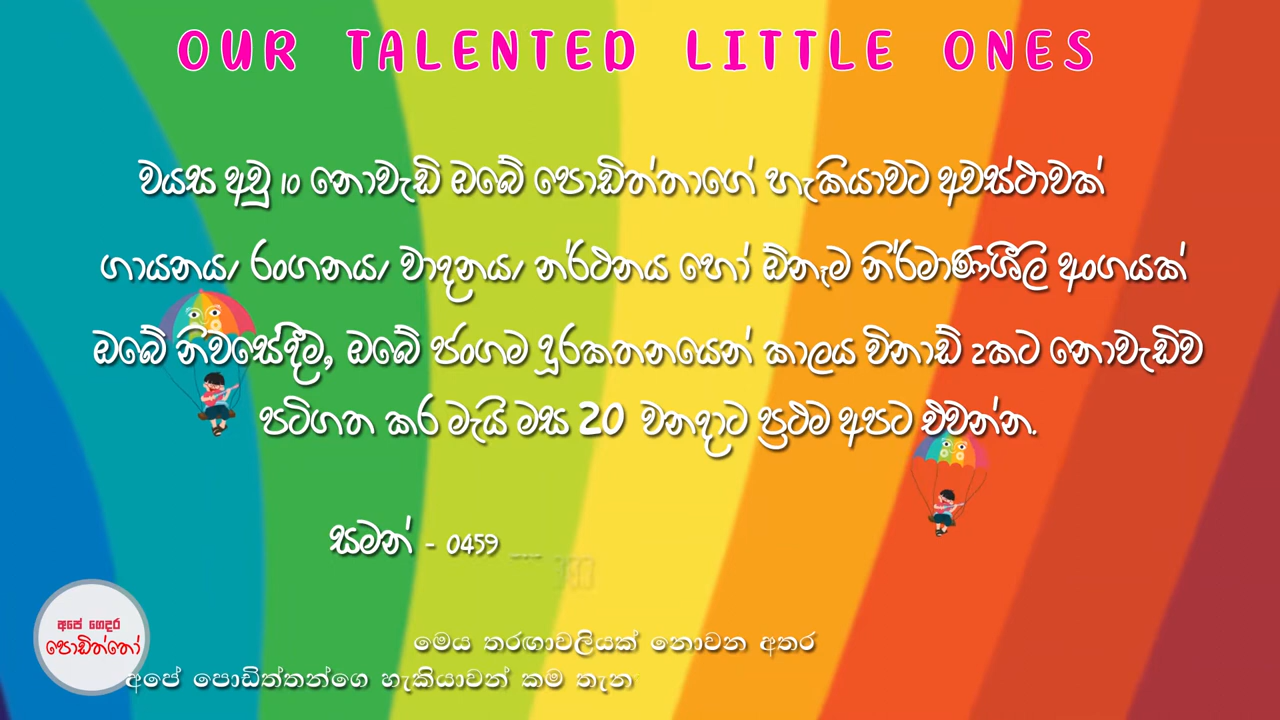 OUR TALENTED LITTLE ONES
වයස අවු 10 නොවැඩි ඔබේ පොඩිත්තාගේ හැකියාවට අවස්ථාවක්
ගායනය/ රංගනය/ වාදනය/ නර්ථනය හෝ ඕනෑම නිර්මාණශීලි අංගයක්
ඔබේ නිවසේදීම, ඔබේ ජංගම දූරකතනයෙන් කාලය විනාඩි 2කට නොවැඩිව
පටිගත කර මැයි මස 20 වනදාට ප්‍රථම අපට එවන්න.
සමන් - 0459
අපේ ගෙදර
පොඩිත්තෝ
මෙය තරඟාවලියක් නොවන අතර
අපේ පොඩිත්තන්ගෙ හැකියාවන් කම තැන